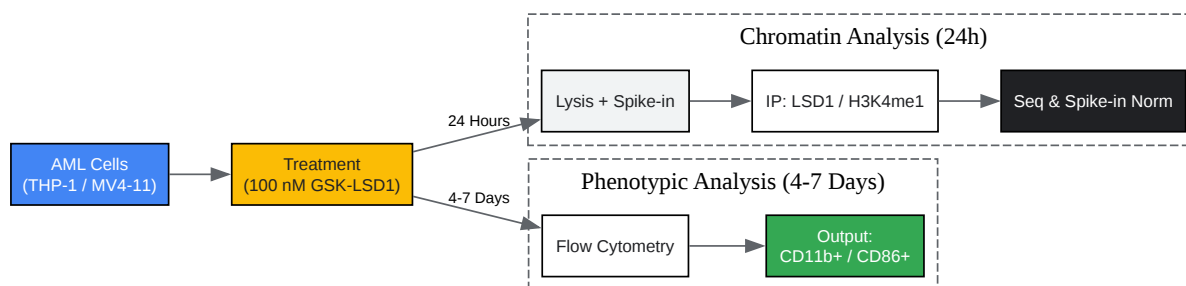 Chromatin Analysis (24h)
Lysis + Spike-in
IP: LSD1 / H3K4me1
Seq & Spike-in Norm
24 Hours
AML Cells
(THP-1 / MV4-11)
Treatment
(100 nM GSK-LSD1)
4-7 Days
Phenotypic Analysis (4-7 Days)
Flow Cytometry
Output:
CD11b+ / CD86+